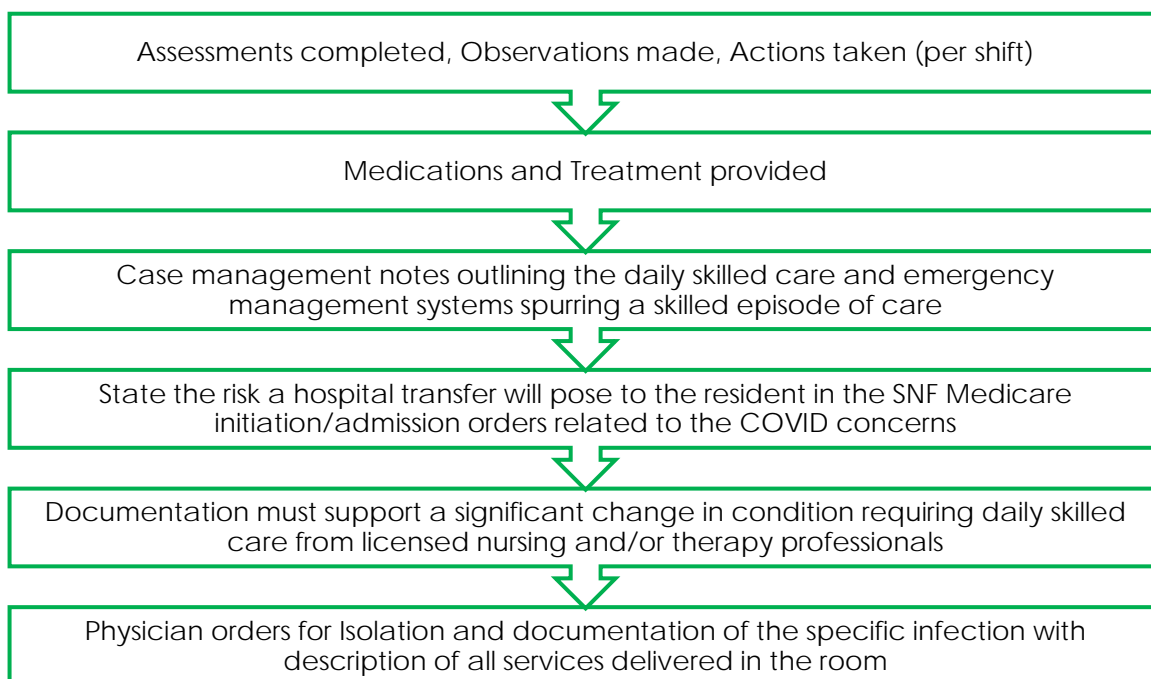 Assessments completed, Observations made, Actions taken (per shift)
Medications and Treatment provided
Case management notes outlining the daily skilled care and emergency
management systems spurring a skilled episode of care
State the risk a hospital transfer will pose to the resident in the SNF Medicare
initiation/admission orders related to the COVID concerns
Documentation must support a significant change in condition requiring daily skilled
care from licensed nursing and/or therapy professionals
Physician orders for Isolation and documentation of the specific infection with
description of all services delivered in the room